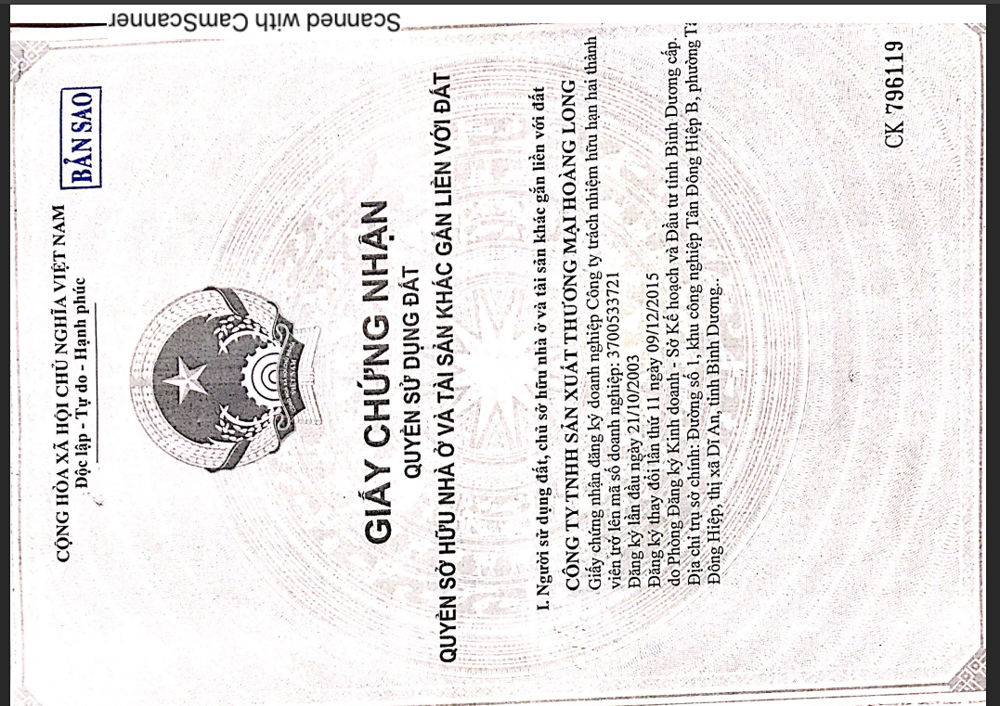 CỘNG HÒA XÃ HỘI CHỦ NGHĨA VIỆT NAM
Độc lập - Tự do - Hạnh phúc
BẢN SAO
GIẤY CHỨNG NHẬN
QUYỀN SỬ DỤNG ĐẤT
QUYỀN SỞ HỮU NHÀ Ở VÀ TÀI SẢN KHÁC GẮN LIỀN VỚI ĐẤT
I. Người sử dụng đất, chủ sở hữu nhà ở và tài sản khác gắn liền với đất
CÔNG TY TNHH SẢN XUẤT THƯƠNG MẠI HOÀNG LONG
Giấy chứng nhận đăng ký doanh nghiệp Công ty trách nhiệm hữu hạn hai thành
viên trở lên mã số doanh nghiệp: 3700533721
Đăng ký lần đầu ngày 21/10/2003
Đăng ký thay đổi lần thứ 11 ngày 09/12/2015
do Phòng Đăng ký Kinh doanh - Sở Kế hoạch và Đầu tư tỉnh Bình Dương cấp.
Địa chỉ trụ sở chính: Đường số 1, khu công nghiệp Tân Đông Hiệp B, phường
Đông Hiệp, thị xã Dĩ An, tỉnh Bình Dương..
CK 796119
Scanned with CamScanner